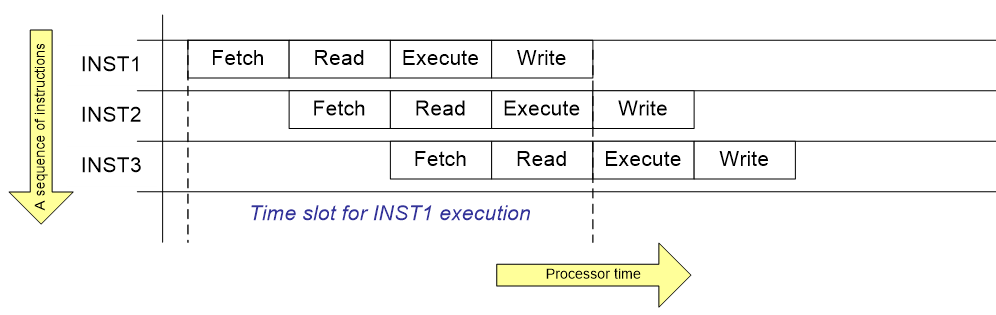 A sequence of instructions
INST1 Fetch Read Execute Write
INST2 Fetch Read Execute Write
INST3 Fetch Read Execute Write
Time slot for INST1 execution
Processor time